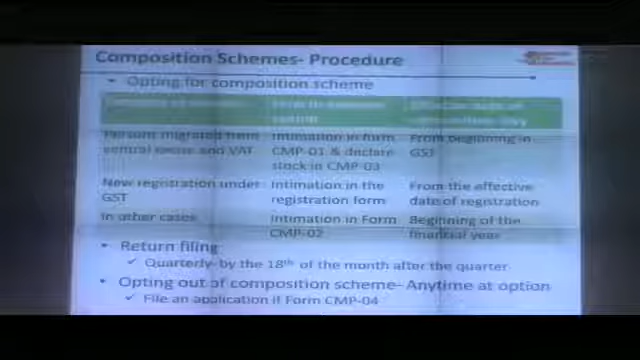 Composition Schemes- Procedure
• Opting for composition scheme
Persons migrated from central excise and VAT
Intimation in form CMP-01 & declare stock in CMP-03
From beginning in GST
New registration under GST
Intimation in the registration form
From the effective date of registration
In other cases
Intimation in Form CMP-02
Beginning of the financial year
• Return filing
✓ Quarterly- by the 18th of the month after the quarter
• Opting out of composition scheme- Anytime at option
✓ File an application if Form CMP-04